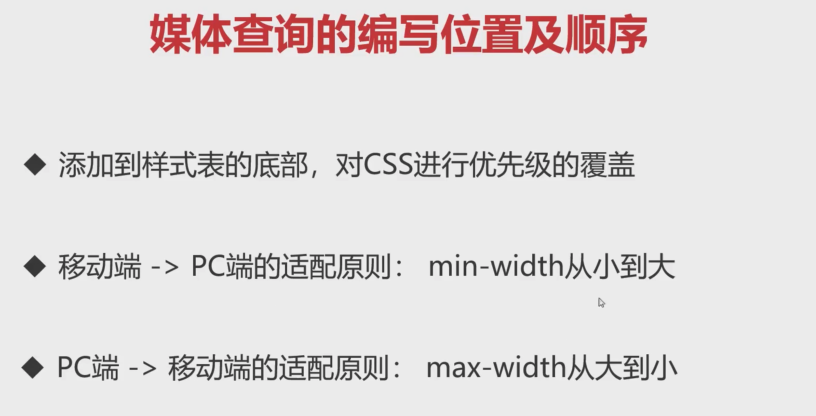 媒体查询的编写位置及顺序
◆ 添加到样式表的底部，对CSS进行优先级的覆盖
◆ 移动端 -> PC端的适配原则： min-width从小到大
◆ PC端 -> 移动端的适配原则： max-width从大到小